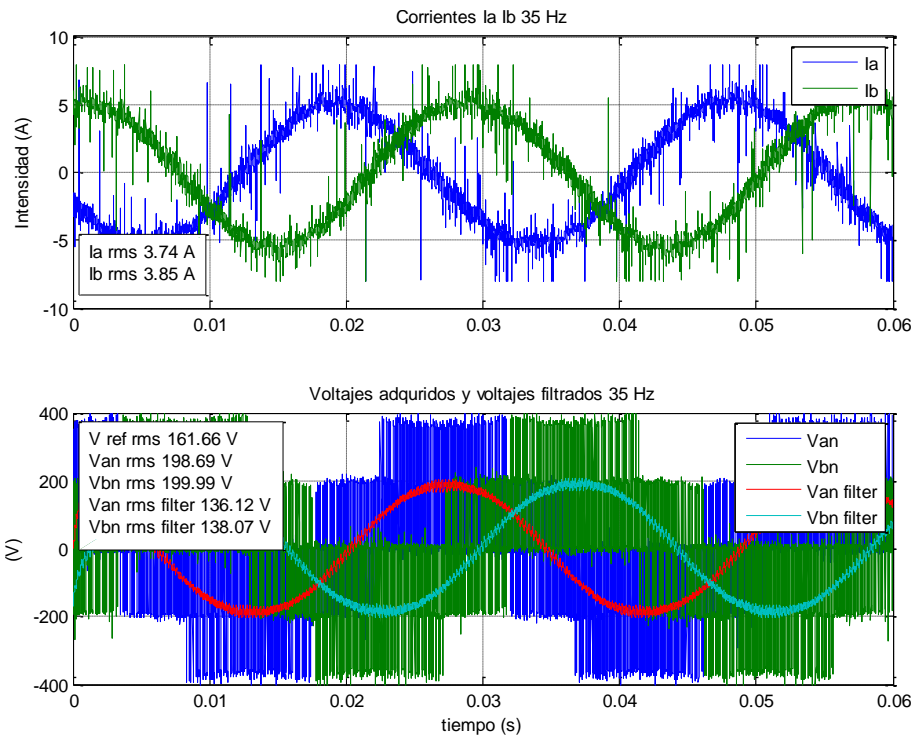 Corrientes Ia Ib 35 Hz
10
5
0
-5
-10
Intensidad (A)
Ia
Ib
Ia rms 3.74 A
Ib rms 3.85 A
0
0.01
0.02
0.03
0.04
0.05
0.06
Voltajes adquridos y voltajes filtrados 35 Hz
400
200
0
-200
-400
(V)
V ref rms 161.66 V
Van rms 198.69 V
Vbn rms 199.99 V
Van rms filter 136.12 V
Vbn rms filter 138.07 V
Van
Vbn
Van filter
Vbn filter
0
0.01
0.02
0.03
0.04
0.05
0.06
tiempo (s)